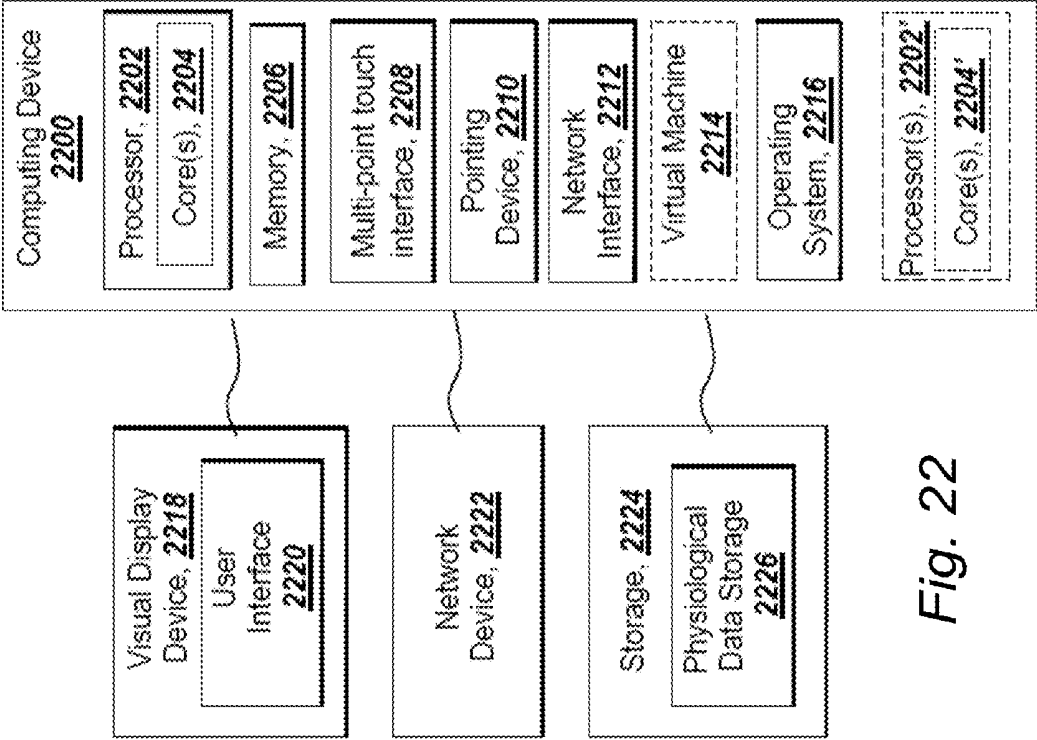 Computing Device
2200
Processor, 2202
Core(s), 2204
Memory, 2206
Multi-point touch
interface, 2208
Pointing
Device, 2210
Network
Interface, 2212
Virtual Machine
2214
Operating
System, 2216
Processor(s), 2202'
Core(s), 2204'
Visual Display
Device, 2218
User
Interface
2220
Network
Device, 2222
Storage, 2224
Physiological
Data Storage
2226
Fig. 22